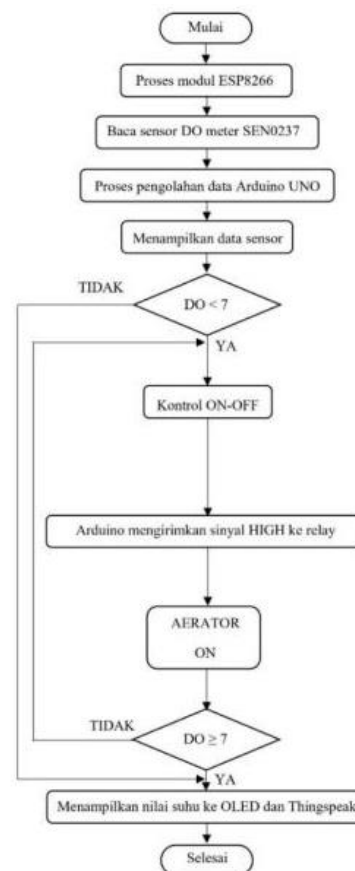 Mulai
Proses modul ESP8266
Baca sensor DO meter SEN0237
Proses pengolahan data Arduino UNO
Menampilkan data sensor
TIDAK
DO < 7
YA
Kontrol ON-OFF
Arduino mengirimkan sinyal HIGH ke relay
AERATOR
ON
TIDAK
DO ≥ 7
YA
Menampilkan nilai suhu ke OLED dan Thingspeak
Selesai